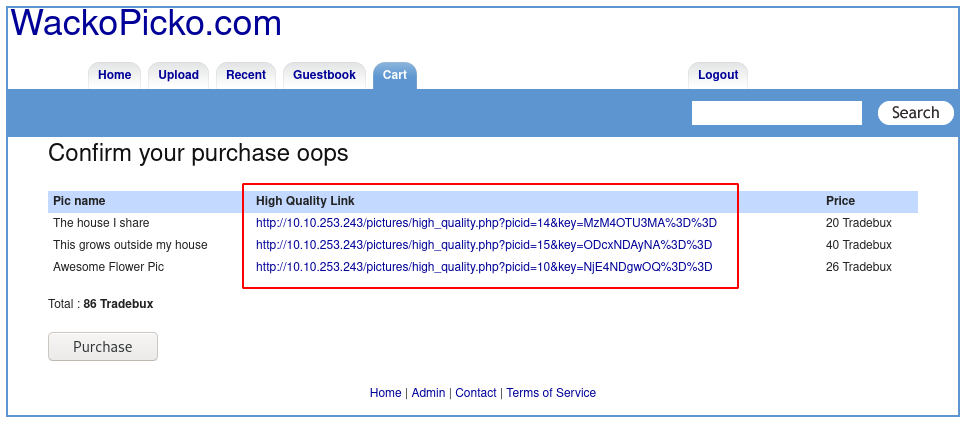 WackoPicko.com
Home Upload Recent Guestbook Cart Logout
Search
Confirm your purchase oops
Pic name High Quality Link Price
The house I share http://10.10.253.243/pictures/high_quality.php?picid=14&key=MzM4OTU3MA%3D%3D 20 Tradebux
This grows outside my house http://10.10.253.243/pictures/high_quality.php?picid=15&key=ODcxNDAyNA%3D%3D 40 Tradebux
Awesome Flower Pic http://10.10.253.243/pictures/high_quality.php?picid=10&key=NjE4NDgwOQ%3D%3D 26 Tradebux
Total : 86 Tradebux
Purchase
Home | Admin | Contact | Terms of Service